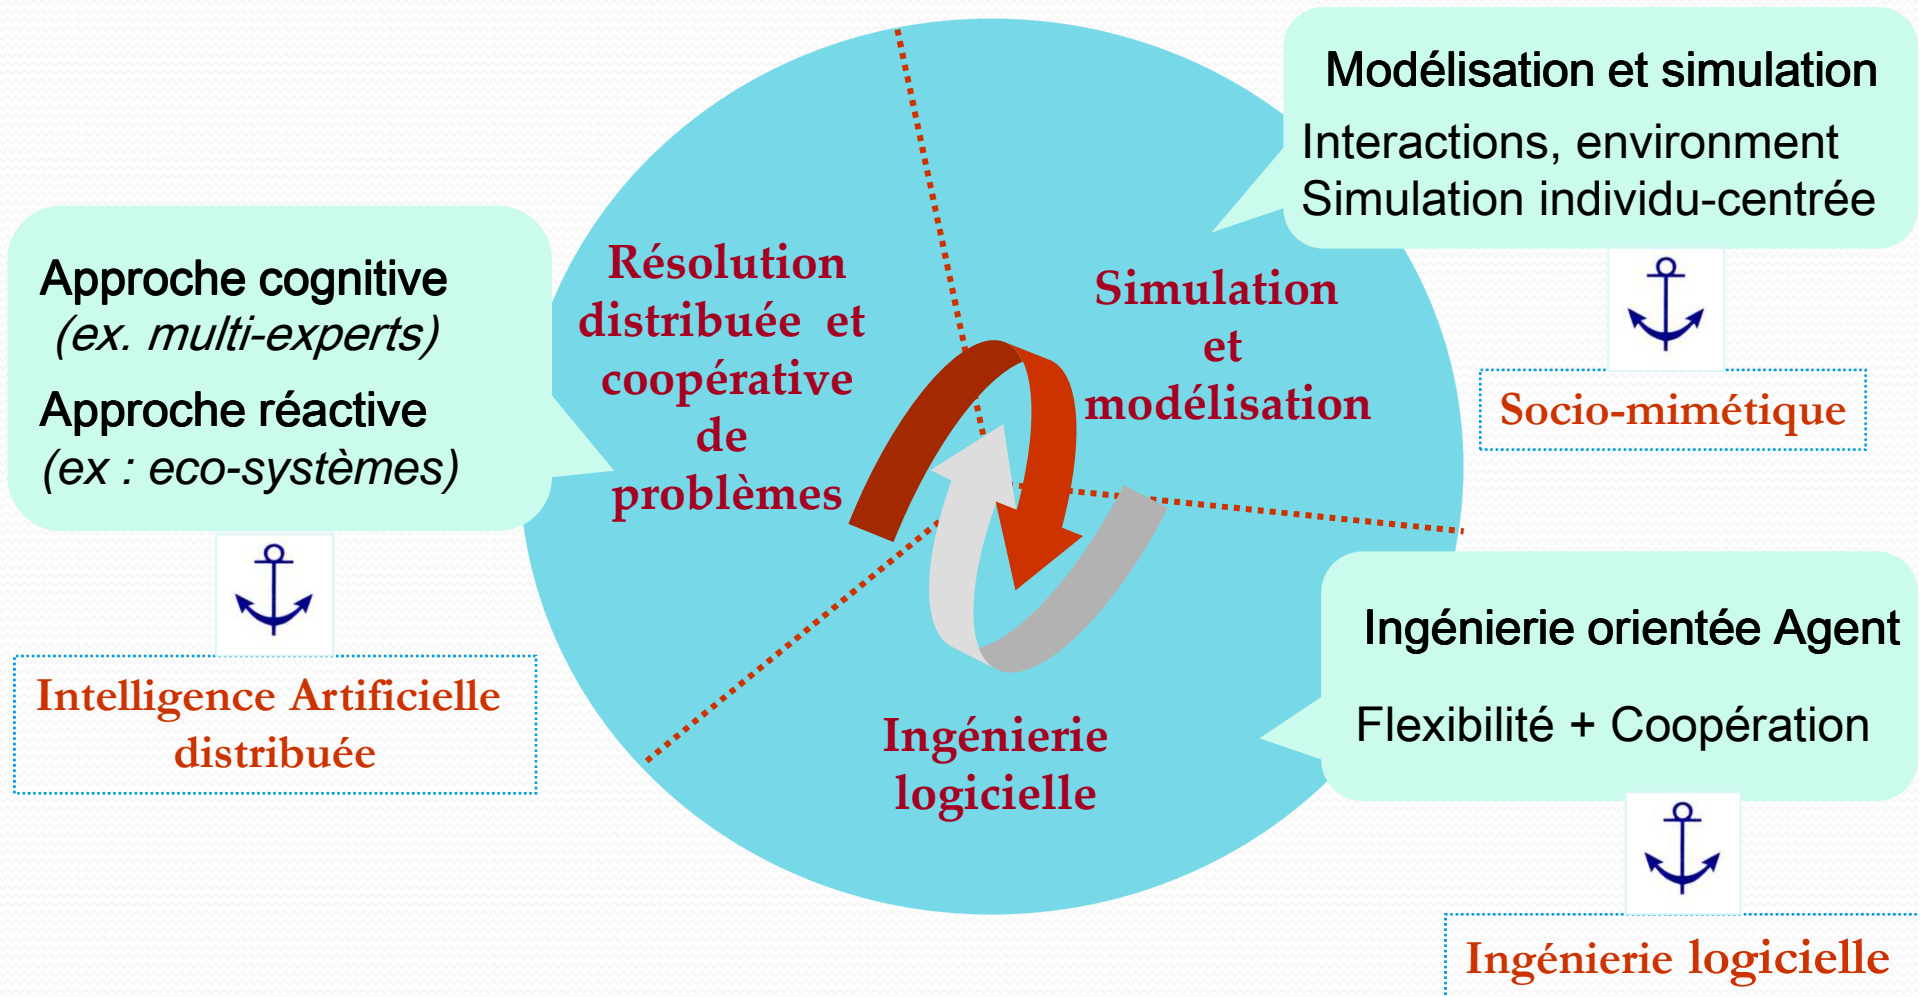 Modélisation et simulation
Interactions, environment
Simulation individu-centrée
Approche cognitive
(ex. multi-experts)
Approche réactive
(ex : eco-systèmes)
Résolution
distribuée et
coopérative
de
problèmes
Simulation
et
modélisation
Socio-mimétique
Intelligence Artificielle
distribuée
Ingénierie
logicielle
Ingénierie orientée Agent
Flexibilité + Coopération
Ingénierie logicielle